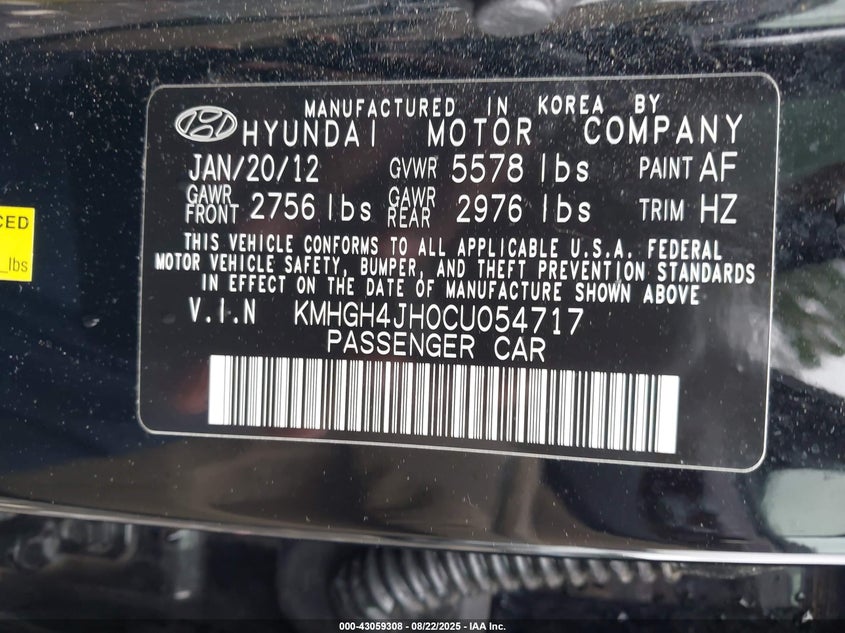 MANUFACTURED IN KOREA BY
HYUNDAI MOTOR COMPANY
JAN/20/12 GVWR 5578 lbs PAINT AF
GAWR FRONT 2756 lbs GAWR REAR 2976 lbs TRIM HZ
THIS VEHICLE CONFORMS TO ALL APPLICABLE U.S.A. FEDERAL
MOTOR VEHICLE SAFETY, BUMPER, AND THEFT PREVENTION STANDARDS
IN EFFECT ON THE DATE OF MANUFACTURE SHOWN ABOVE
V.I.N KMHGH4JH0CU054717
PASSENGER CAR
lbs
000-43059308 - 08/22/2025 - IAA Inc.